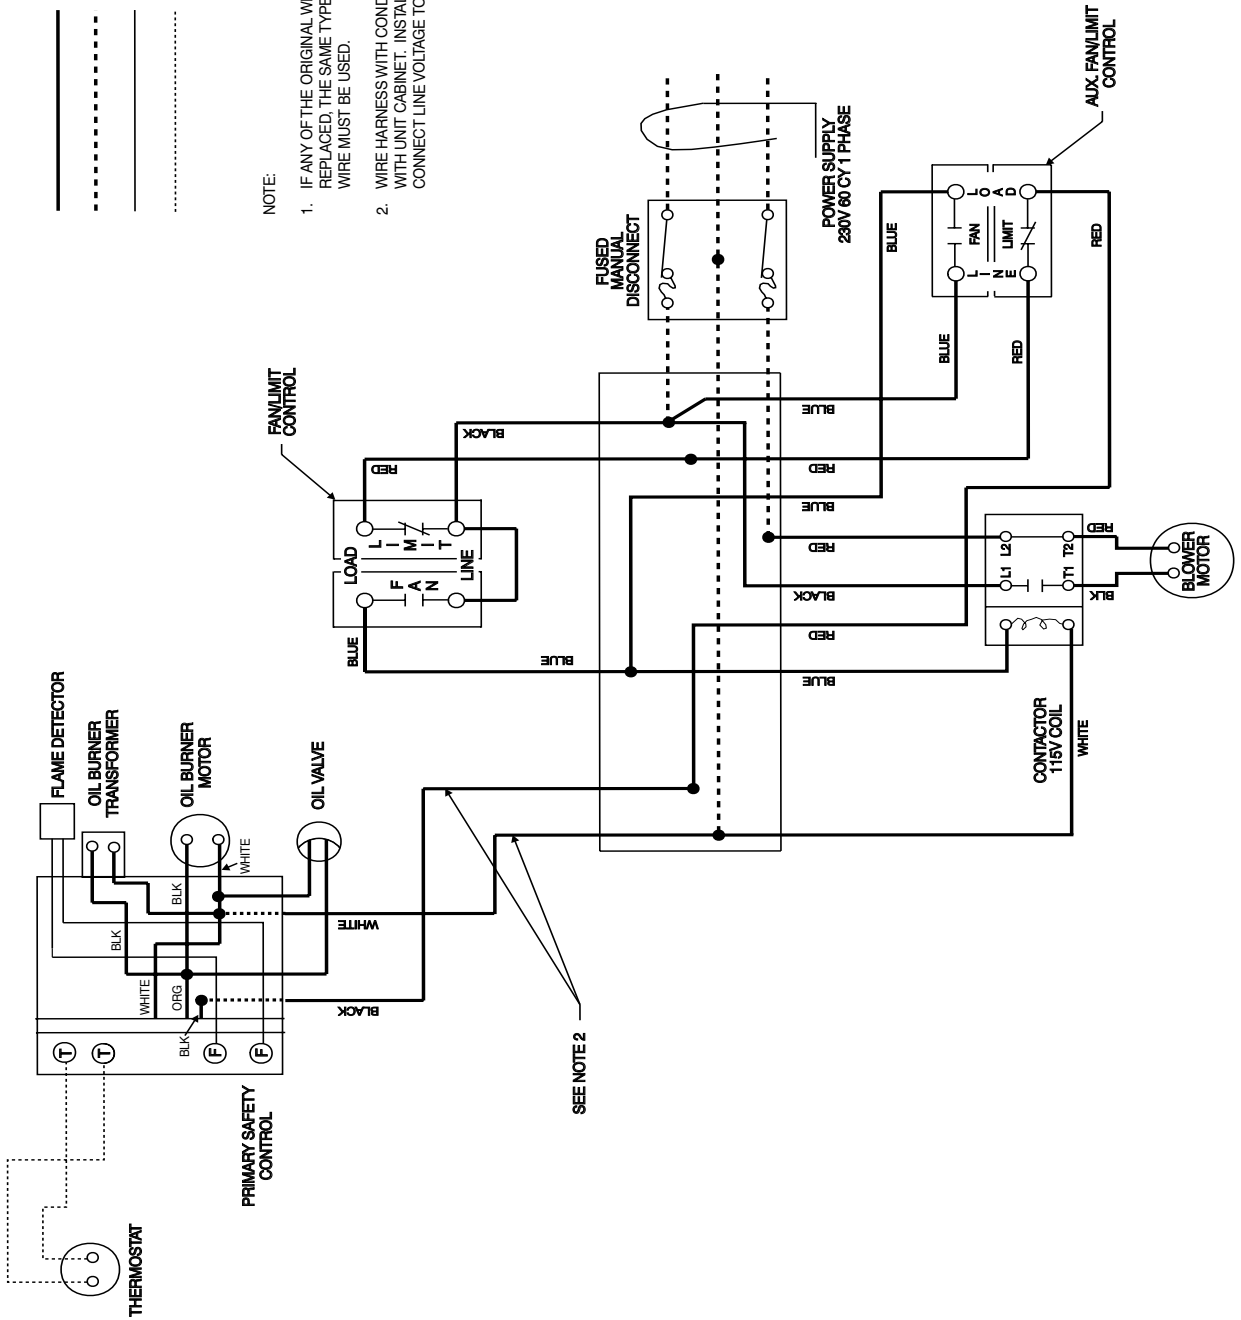 NOTE:
1. IF ANY OF THE ORIGINAL
REPLACED, THE SAME TYPE
WIRE MUST BE USED.
2. WIRE HARNESS WITH
WITH UNIT CABINET.
CONNECT LINE VOLTAGE TO
FLAME DETECTOR
OIL BURNER
TRANSFORMER
OIL BURNER
MOTOR
OIL VALVE
WHITE
BLK
BLK
WHITE
ORG
BLK
T
T
F
F
PRIMARY SAFETY
CONTROL
THERMOSTAT
WHITE
BLACK
SEE NOTE 2
FAN/LIMIT
CONTROL
RED
BLACK
LOAD
LIMIT
FAN
LINE
BLUE
BLUE
FUSED
MANUAL
DISCONNECT
POWER SUPPLY
230V 60 CY 1 PHASE
AUX. FAN/LIMIT
CONTROL
LOAD
FAN
LIMIT
LINE
BLUE
RED
BLUE
RED
BLUE
RED
BLUE
RED
BLACK
RED
BLUE
L1
L2
T1
T2
RED
BLK
BLOWER
MOTOR
CONTACTOR
115V COIL
WHITE